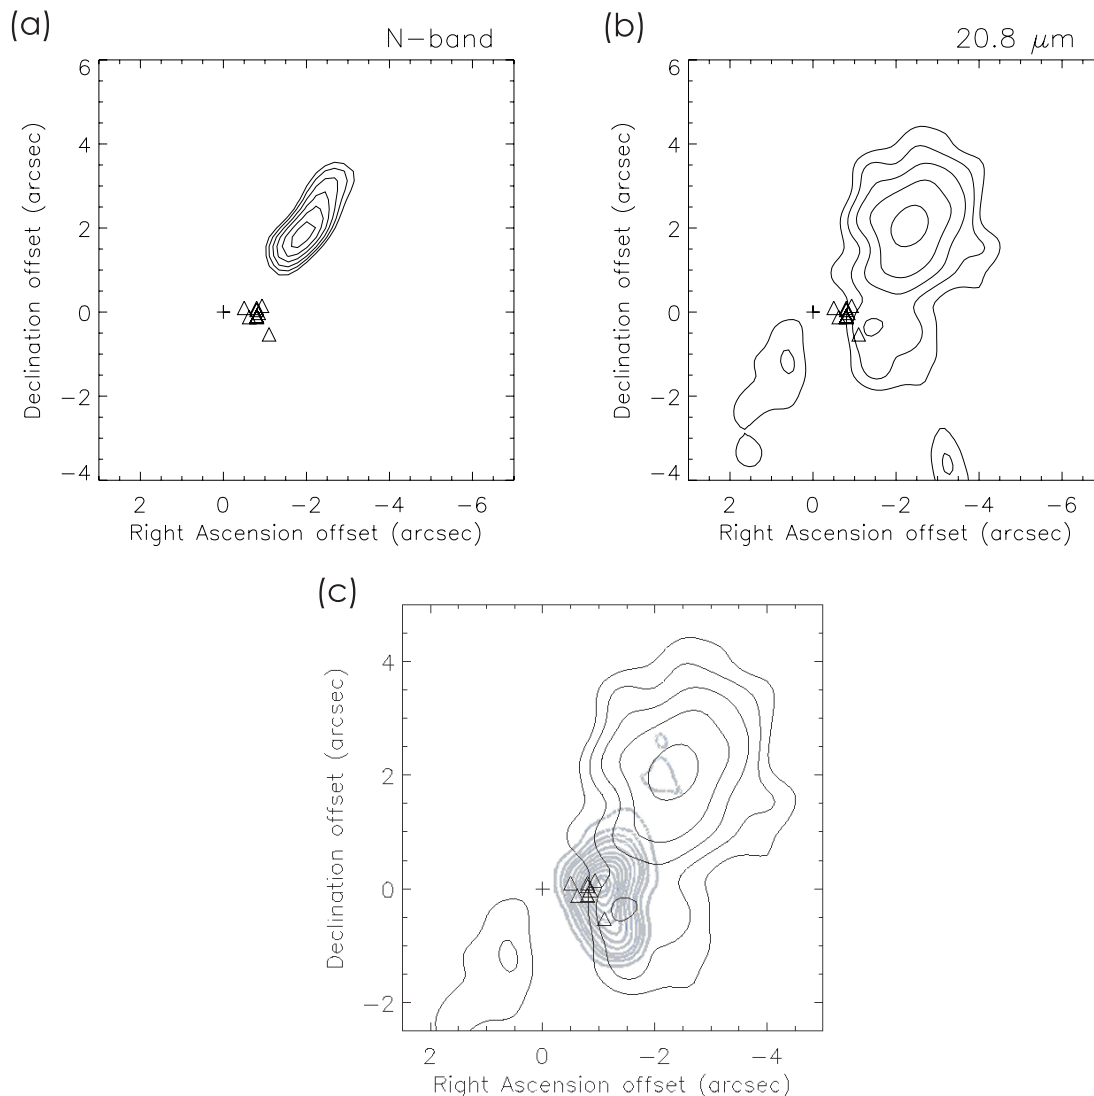 (a)
N-band
6
4
2
0
−2
−4
Declination offset (arcsec)
2 0 −2 −4 −6
Right Ascension offset (arcsec)
(b)
20.8 μm
6
4
2
0
−2
−4
Declination offset (arcsec)
2 0 −2 −4 −6
Right Ascension offset (arcsec)
(c)
4
2
0
−2
Declination offset (arcsec)
2 0 −2 −4
Right Ascension offset (arcsec)